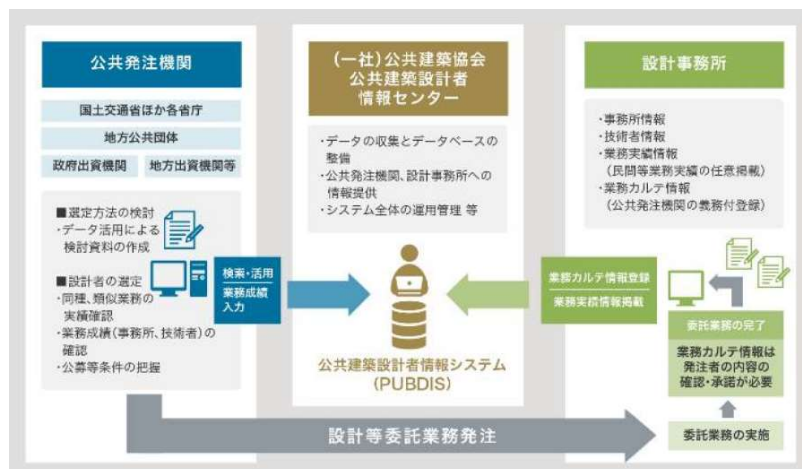 公共発注機関
国土交通省ほか各省庁
地方公共団体
政府出資機関
地方出資機関等
■選定方法の検討
・データ活用による
検討資料の作成
■設計者の選定
・同種、類似業務の
実績確認
・業務成績(事務所、技術者)の
確認
・公募等条件の把握
検索・活用
業務成績
入力
(一社)公共建築協会
公共建築設計者
情報センター
・データの収集とデータベースの
整備
・公共発注機関、設計事務所への
情報提供
・システム全体の運用管理 等
公共建築設計者情報システム
(PUBDIS)
設計事務所
・事務所情報
・技術者情報
・業務実績情報
(民間等業務実績の任意掲載)
・業務カルテ情報
(公共発注機関の義務付登録)
業務カルテ情報登録
業務実績情報掲載
委託業務の完了
業務カルテ情報は
発注者の内容の
確認・承諾が必要
委託業務の実施
設計等委託業務発注